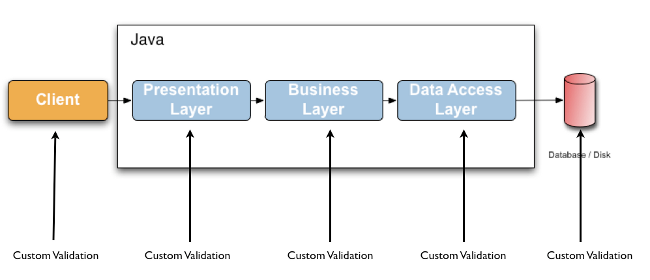 Java
Client
Presentation
Layer
Business
Layer
Data Access
Layer
Database / Disk
Custom Validation
Custom Validation
Custom Validation
Custom Validation
Custom Validation